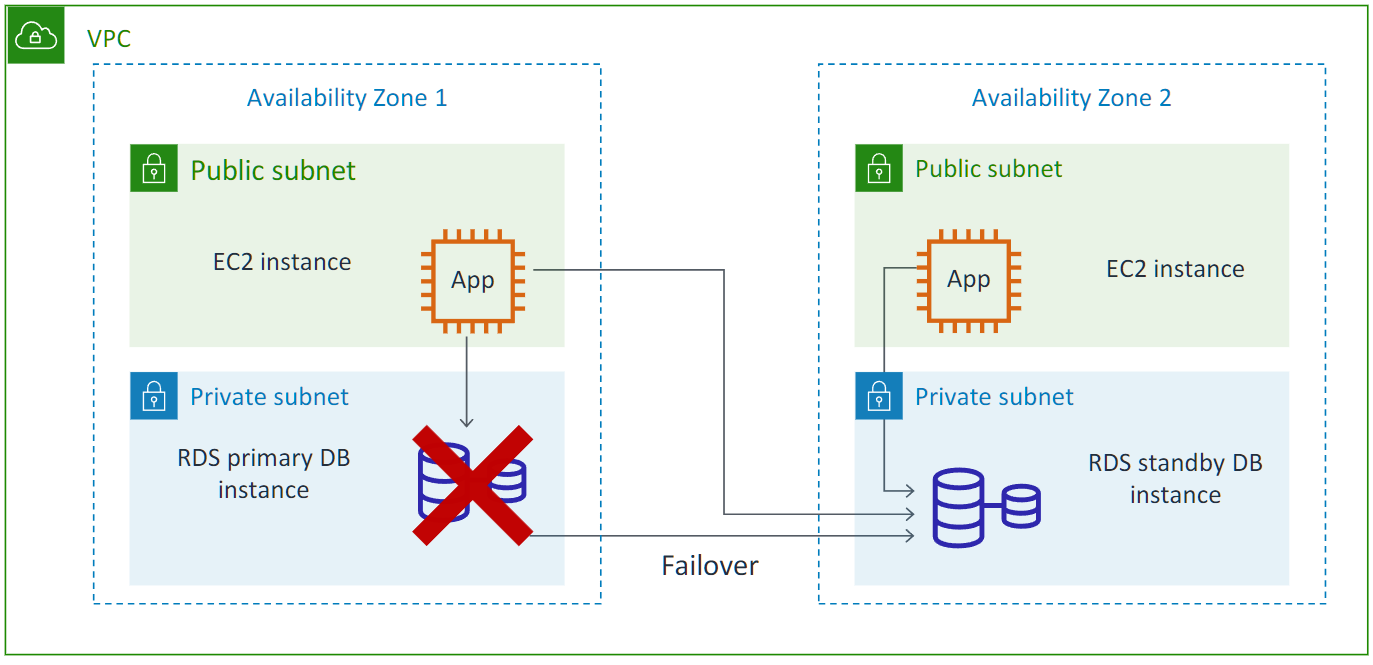 VPC
Availability Zone 1
Public subnet
EC2 instance
App
Private subnet
RDS primary DB
instance
Failover
Availability Zone 2
Public subnet
App
EC2 instance
Private subnet
RDS standby DB
instance